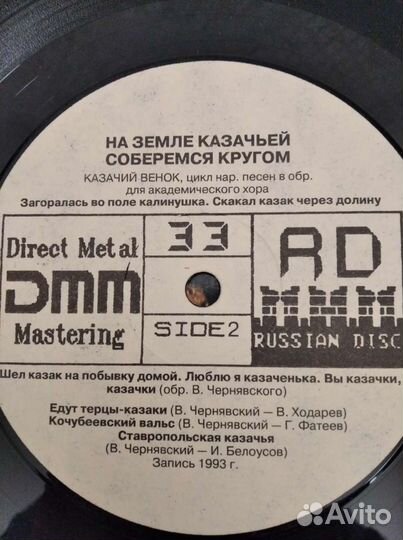 НА ЗЕМЛЕ КАЗАЧЬЕЙ
СОБЕРЕМСЯ КРУГОМ
КАЗАЧИЙ ВЕНОК, цикл нар. песен в обр.
для академического хора
Загоралась во поле калинушка. Скакал казак через долину
Direct Metal
DMM
Mastering
33
SIDE 2
RD
RUSSIAN DISC
Шел казак на побывку домой. Люблю я казаченька. Вы казачки,
казачки (обр. В. Чернявского)
Едут терцы-казаки (В. Чернявский — В. Ходарев)
Кочубеевский вальс (В. Чернявский — Г. Фатеев)
Ставропольская казачья
(В. Чернявский — И. Белоусов)
Запись 1993 г.
Avito